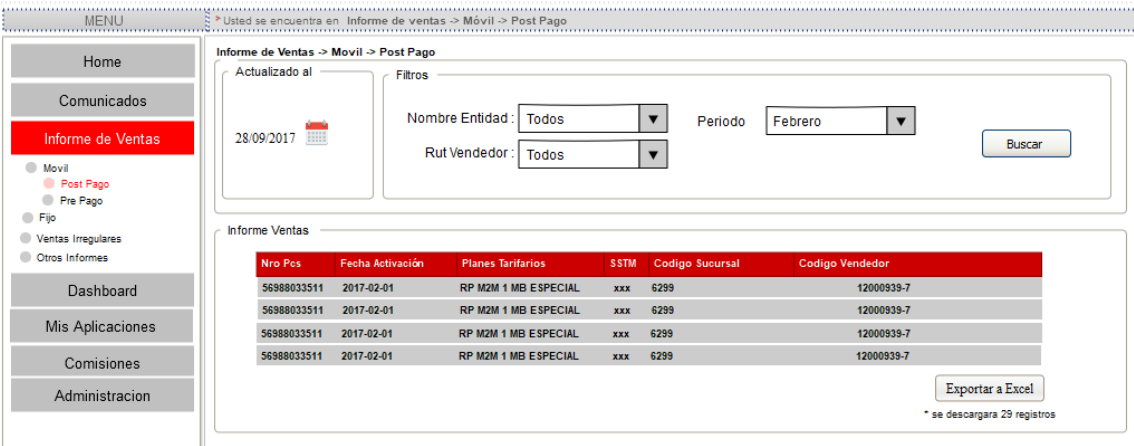 MENU
* Usted se encuentra en Informe de ventas -> Móvil -> Post Pago
Home
Comunicados
Informe de Ventas
Movil
Post Pago
Pre Pago
Fijo
Ventas Irregulares
Otros Informes
Dashboard
Mis Aplicaciones
Comisiones
Administracion
Informe de Ventas -> Movil -> Post Pago
Actualizado al
28/09/2017
Filtros
Nombre Entidad : Todos Periodo Febrero
Rut Vendedor : Todos
Buscar
Informe Ventas
Nro Pcs Fecha Activación Planes Tarifarios SSTM Codigo Sucursal Codigo Vendedor
56988033511 2017-02-01 RP M2M 1 MB ESPECIAL xxx 6299 12000939-7
56988033511 2017-02-01 RP M2M 1 MB ESPECIAL xxx 6299 12000939-7
56988033511 2017-02-01 RP M2M 1 MB ESPECIAL xxx 6299 12000939-7
56988033511 2017-02-01 RP M2M 1 MB ESPECIAL xxx 6299 12000939-7
Exportar a Excel
* se descargara 29 registros